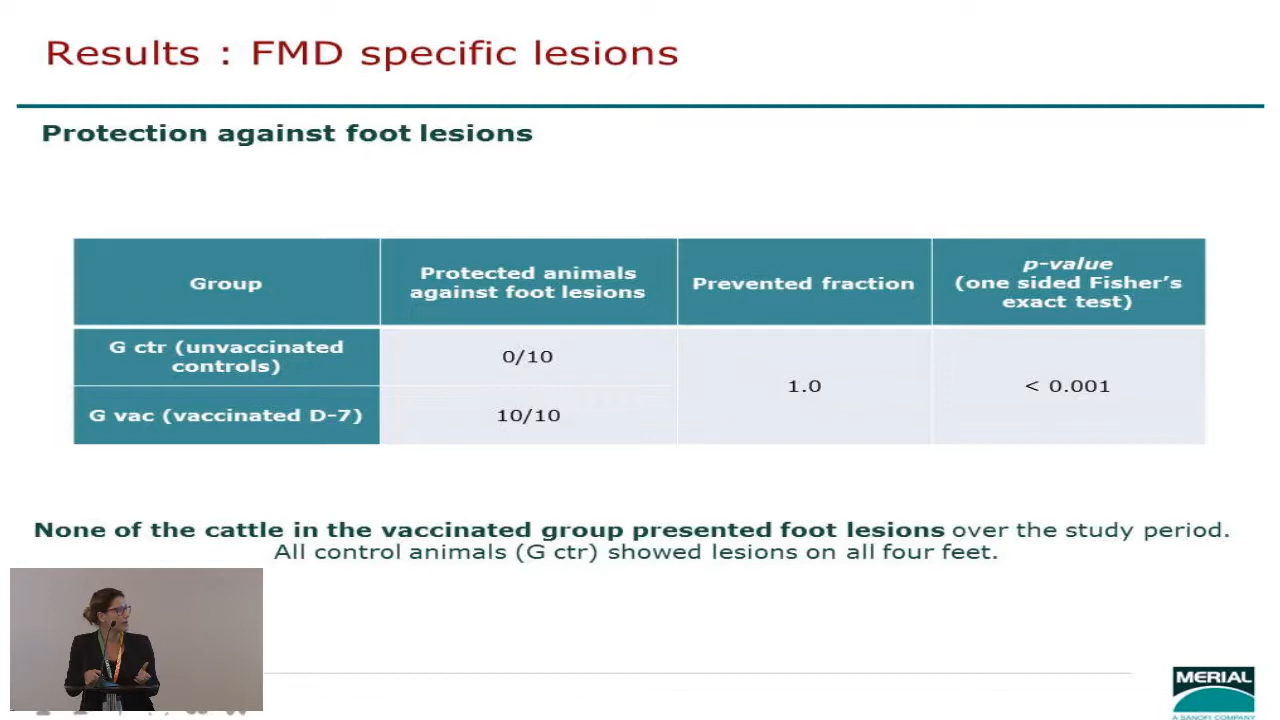 Results : FMD specific lesions
Protection against foot lesions
Group
Protected animals
against foot lesions
Prevented fraction
p-value
(one sided Fisher's
exact test)
G ctr (unvaccinated
controls)
0/10
1.0
< 0.001
G vac (vaccinated D-7)
10/10
None of the cattle in the vaccinated group presented foot lesions over the study period.
All control animals (G ctr) showed lesions on all four feet.
MERIAL
A SANOFI COMPANY